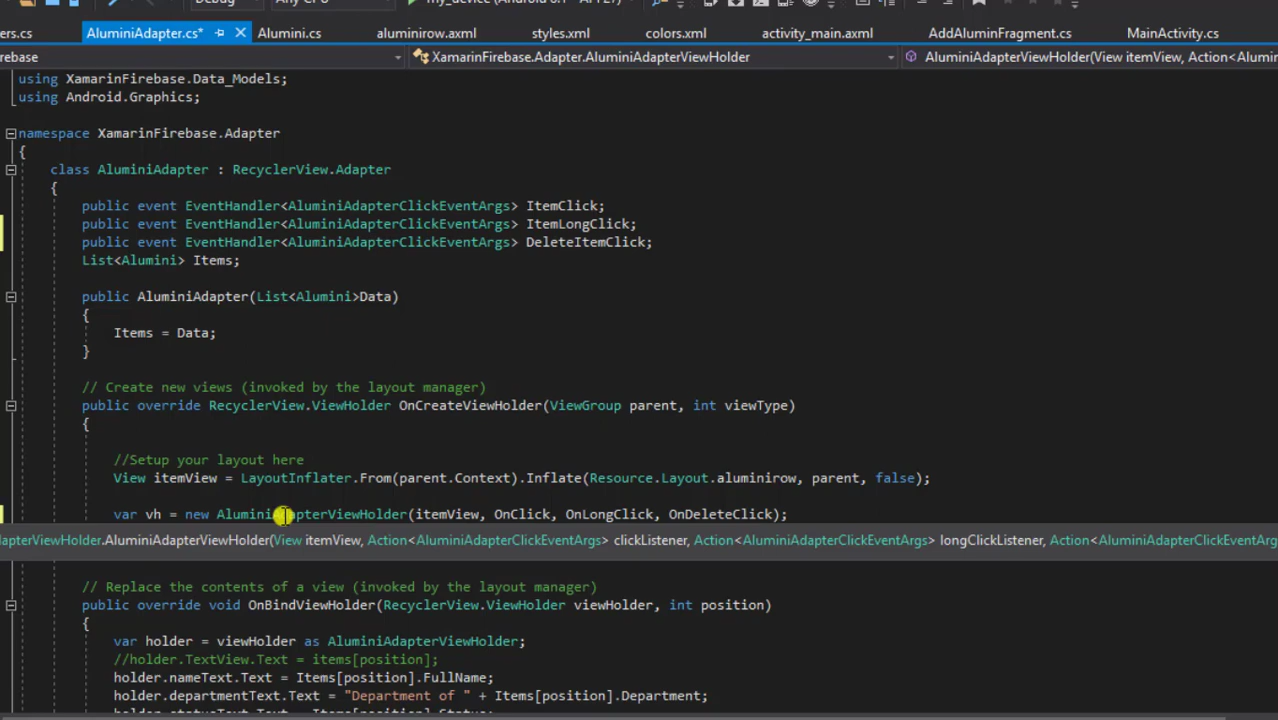 ers.cs AluminiAdapter.cs* Alumini.cs aluminirow.axml styles.xml colors.xml activity_main.axml AddAluminFragment.cs MainActivity.cs
rebase XamarinFirebase.Adapter.AluminiAdapterViewHolder AluminiAdapterViewHolder(View itemView, Action<Alumini
using XamarinFirebase.Data_Models;
using Android.Graphics;
namespace XamarinFirebase.Adapter
{
class AluminiAdapter : RecyclerView.Adapter
{
public event EventHandler<AluminiAdapterClickEventArgs> ItemClick;
public event EventHandler<AluminiAdapterClickEventArgs> ItemLongClick;
public event EventHandler<AluminiAdapterClickEventArgs> DeleteItemClick;
List<Alumini> Items;
public AluminiAdapter(List<Alumini>Data)
{
Items = Data;
}
// Create new views (invoked by the layout manager)
public override RecyclerView.ViewHolder OnCreateViewHolder(ViewGroup parent, int viewType)
{
//Setup your layout here
View itemView = LayoutInflater.From(parent.Context).Inflate(Resource.Layout.aluminirow, parent, false);
var vh = new AluminiAdapterViewHolder(itemView, OnClick, OnLongClick, OnDeleteClick);
dapterViewHolder.AluminiAdapterViewHolder(View itemView, Action<AluminiAdapterClickEventArgs> clickListener, Action<AluminiAdapterClickEventArgs> longClickListener, Action<AluminiAdapterClickEventArg
// Replace the contents of a view (invoked by the layout manager)
public override void OnBindViewHolder(RecyclerView.ViewHolder viewHolder, int position)
{
var holder = viewHolder as AluminiAdapterViewHolder;
//holder.TextView.Text = items[position];
holder.nameText.Text = Items[position].FullName;
holder.departmentText.Text = "Department of " + Items[position].Department;